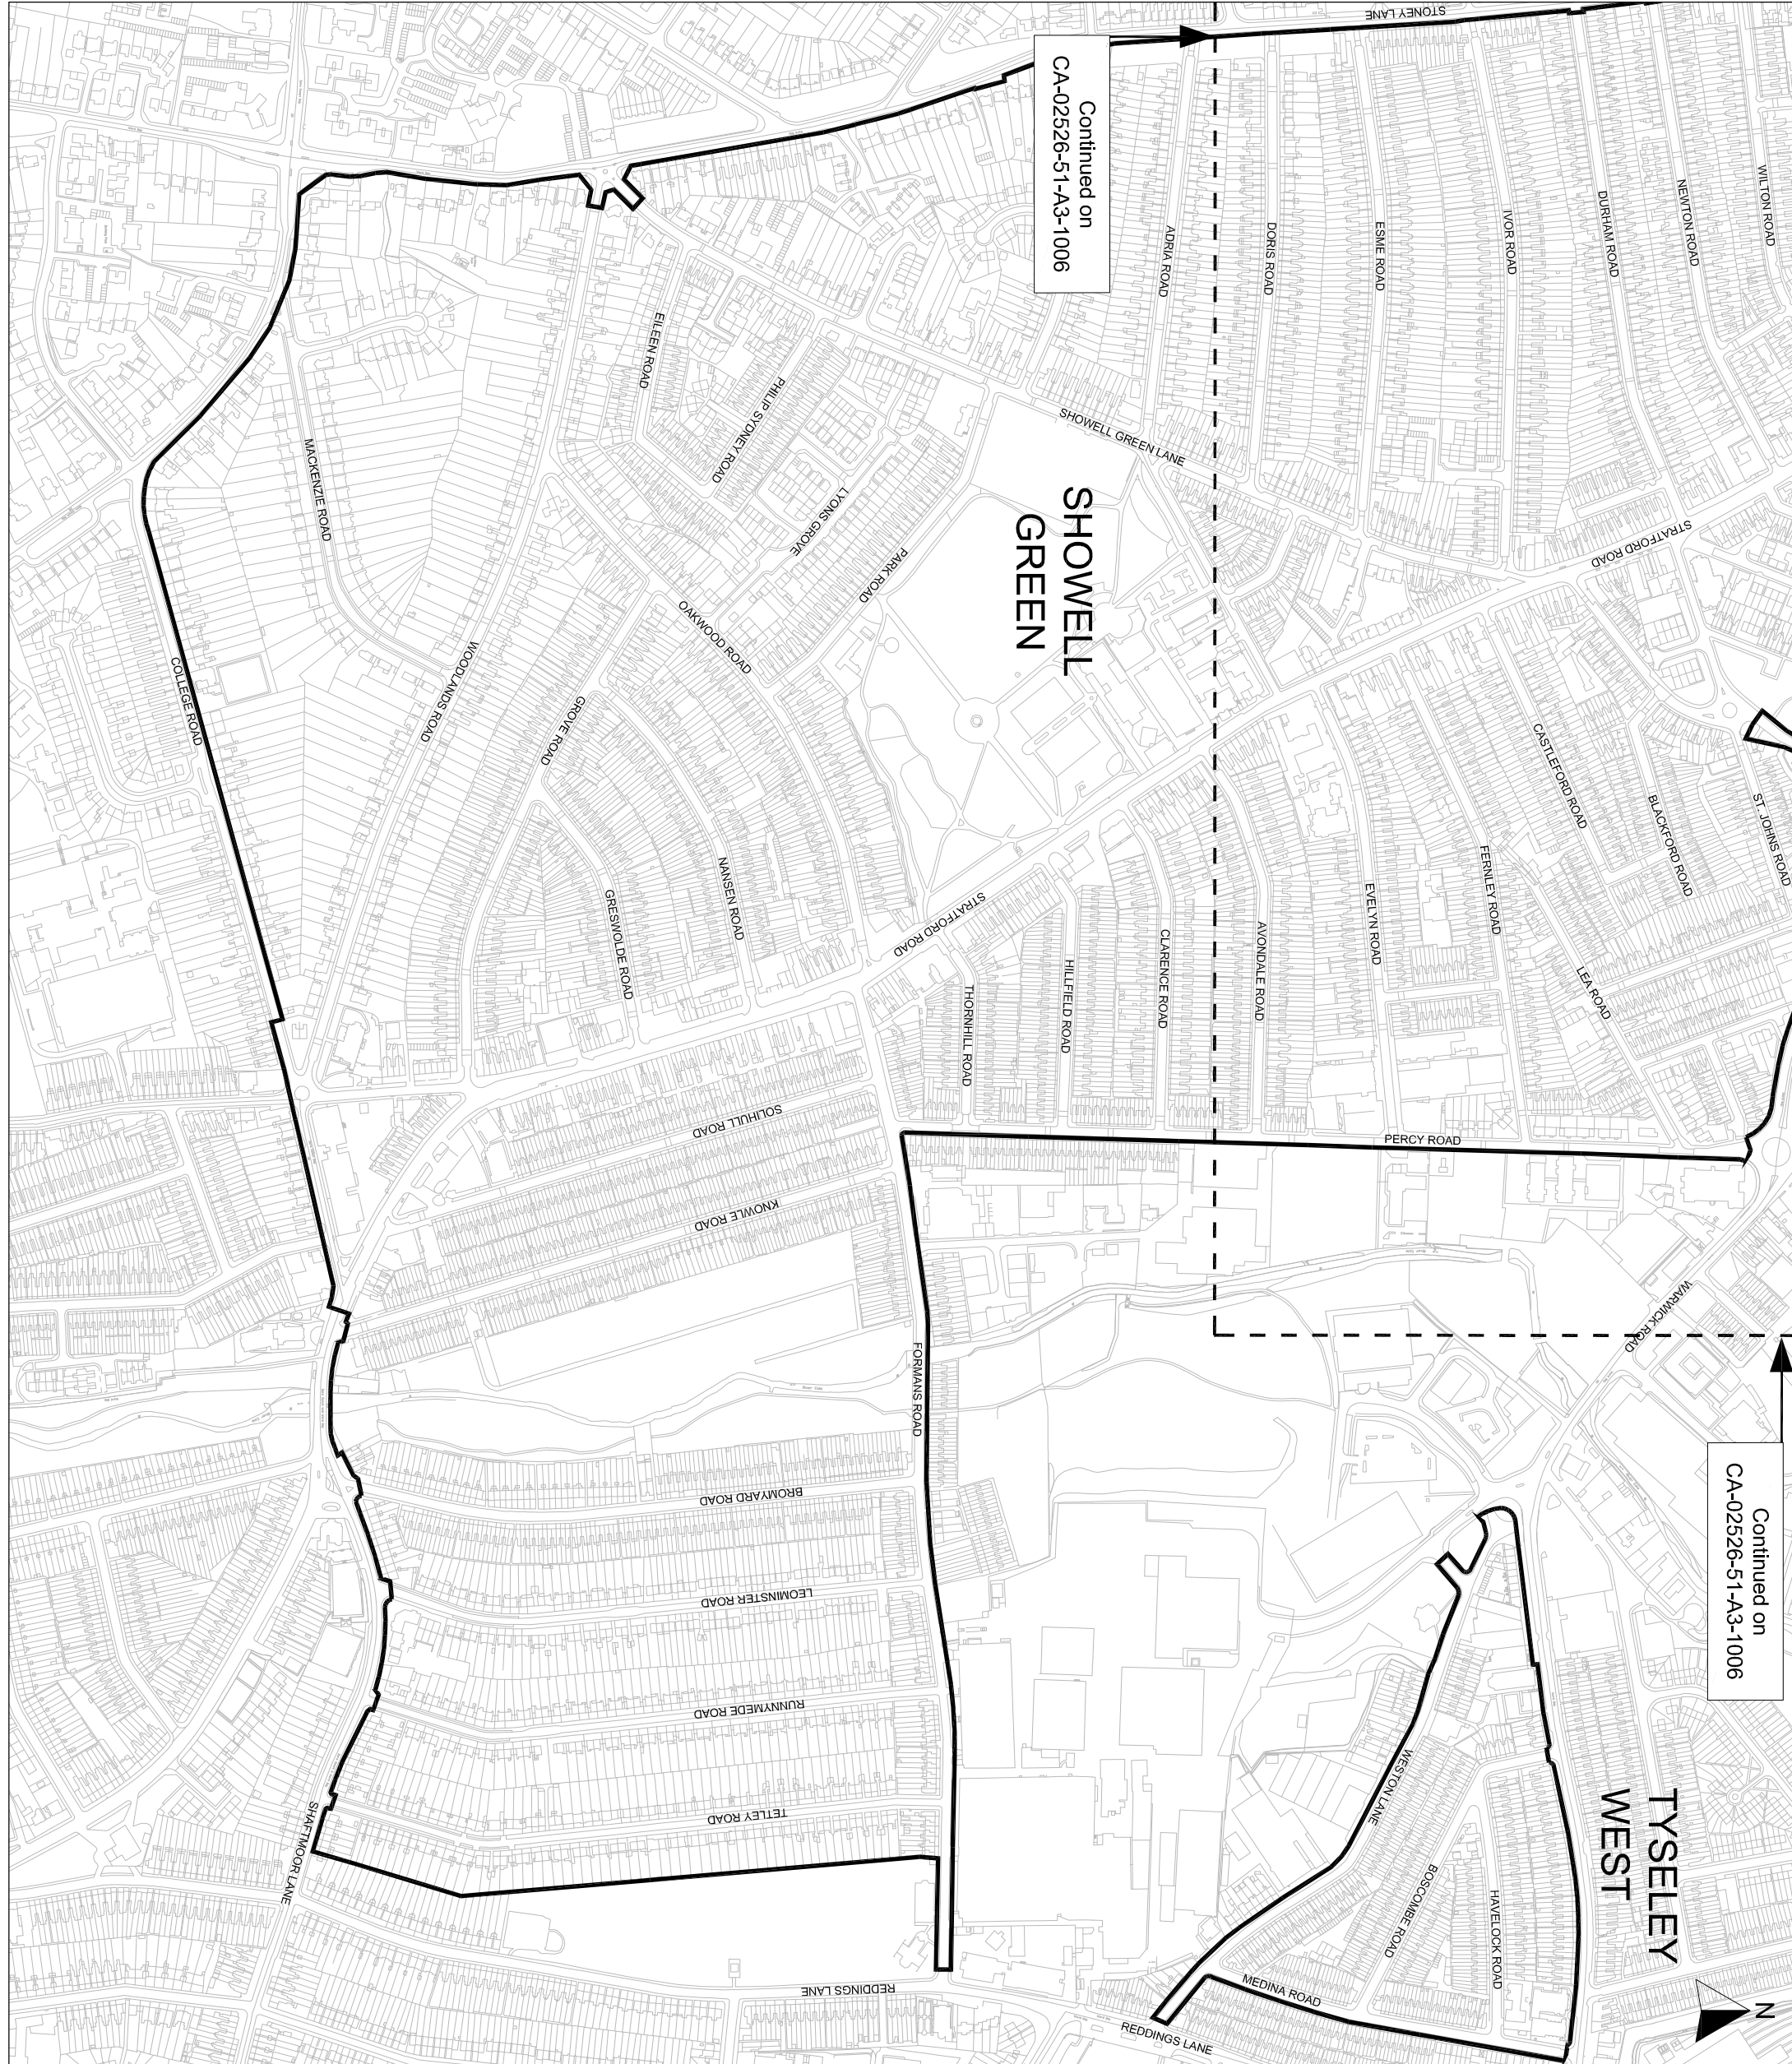 STONEY LANE
Continued on
CA-02526-51-A3-1006
ADRIA ROAD
DORIS ROAD
ESME ROAD
IVOR ROAD
DURHAM ROAD
NEWTON ROAD
WILTON ROAD
EILEEN ROAD
PHILIP SYDNEY ROAD
SHOWELL GREEN LANE
MACKENZIE ROAD
LYONS GROVE
PARK ROAD
SHOWELL
GREEN
STRATFORD ROAD
OAKWOOD ROAD
COLLEGE ROAD
WOODLANDS ROAD
GROVE ROAD
CASTLEFORD ROAD
BLACKFORD ROAD
ST. JOHNS ROAD
NANSEN ROAD
GRESWOLDE ROAD
STRATFORD ROAD
THORNHILL ROAD
HILLFIELD ROAD
CLARENCE ROAD
AVONDALE ROAD
EVELYN ROAD
FERNLEY ROAD
LEA ROAD
SOLIHULL ROAD
KNOWLE ROAD
PERCY ROAD
WARWICK ROAD
FORMANS ROAD
Continued on
CA-02526-51-A3-1006
BROMYARD ROAD
LEOMINSTER ROAD
RUNNYMEDE ROAD
TETLEY ROAD
SHAFTMOOR LANE
WESTON LANE
BOSCOMBE ROAD
HAVELOCK ROAD
TYSELEY
WEST
MEDINA ROAD
REDDINGS LANE
REDDINGS LANE
N